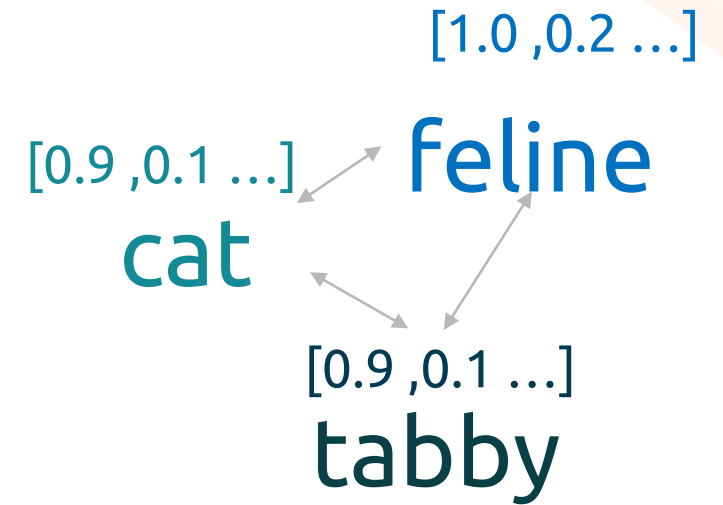 [1.0 ,0.2 ...]
feline
[0.9 ,0.1 ...]
cat
[0.9 ,0.1 ...]
tabby